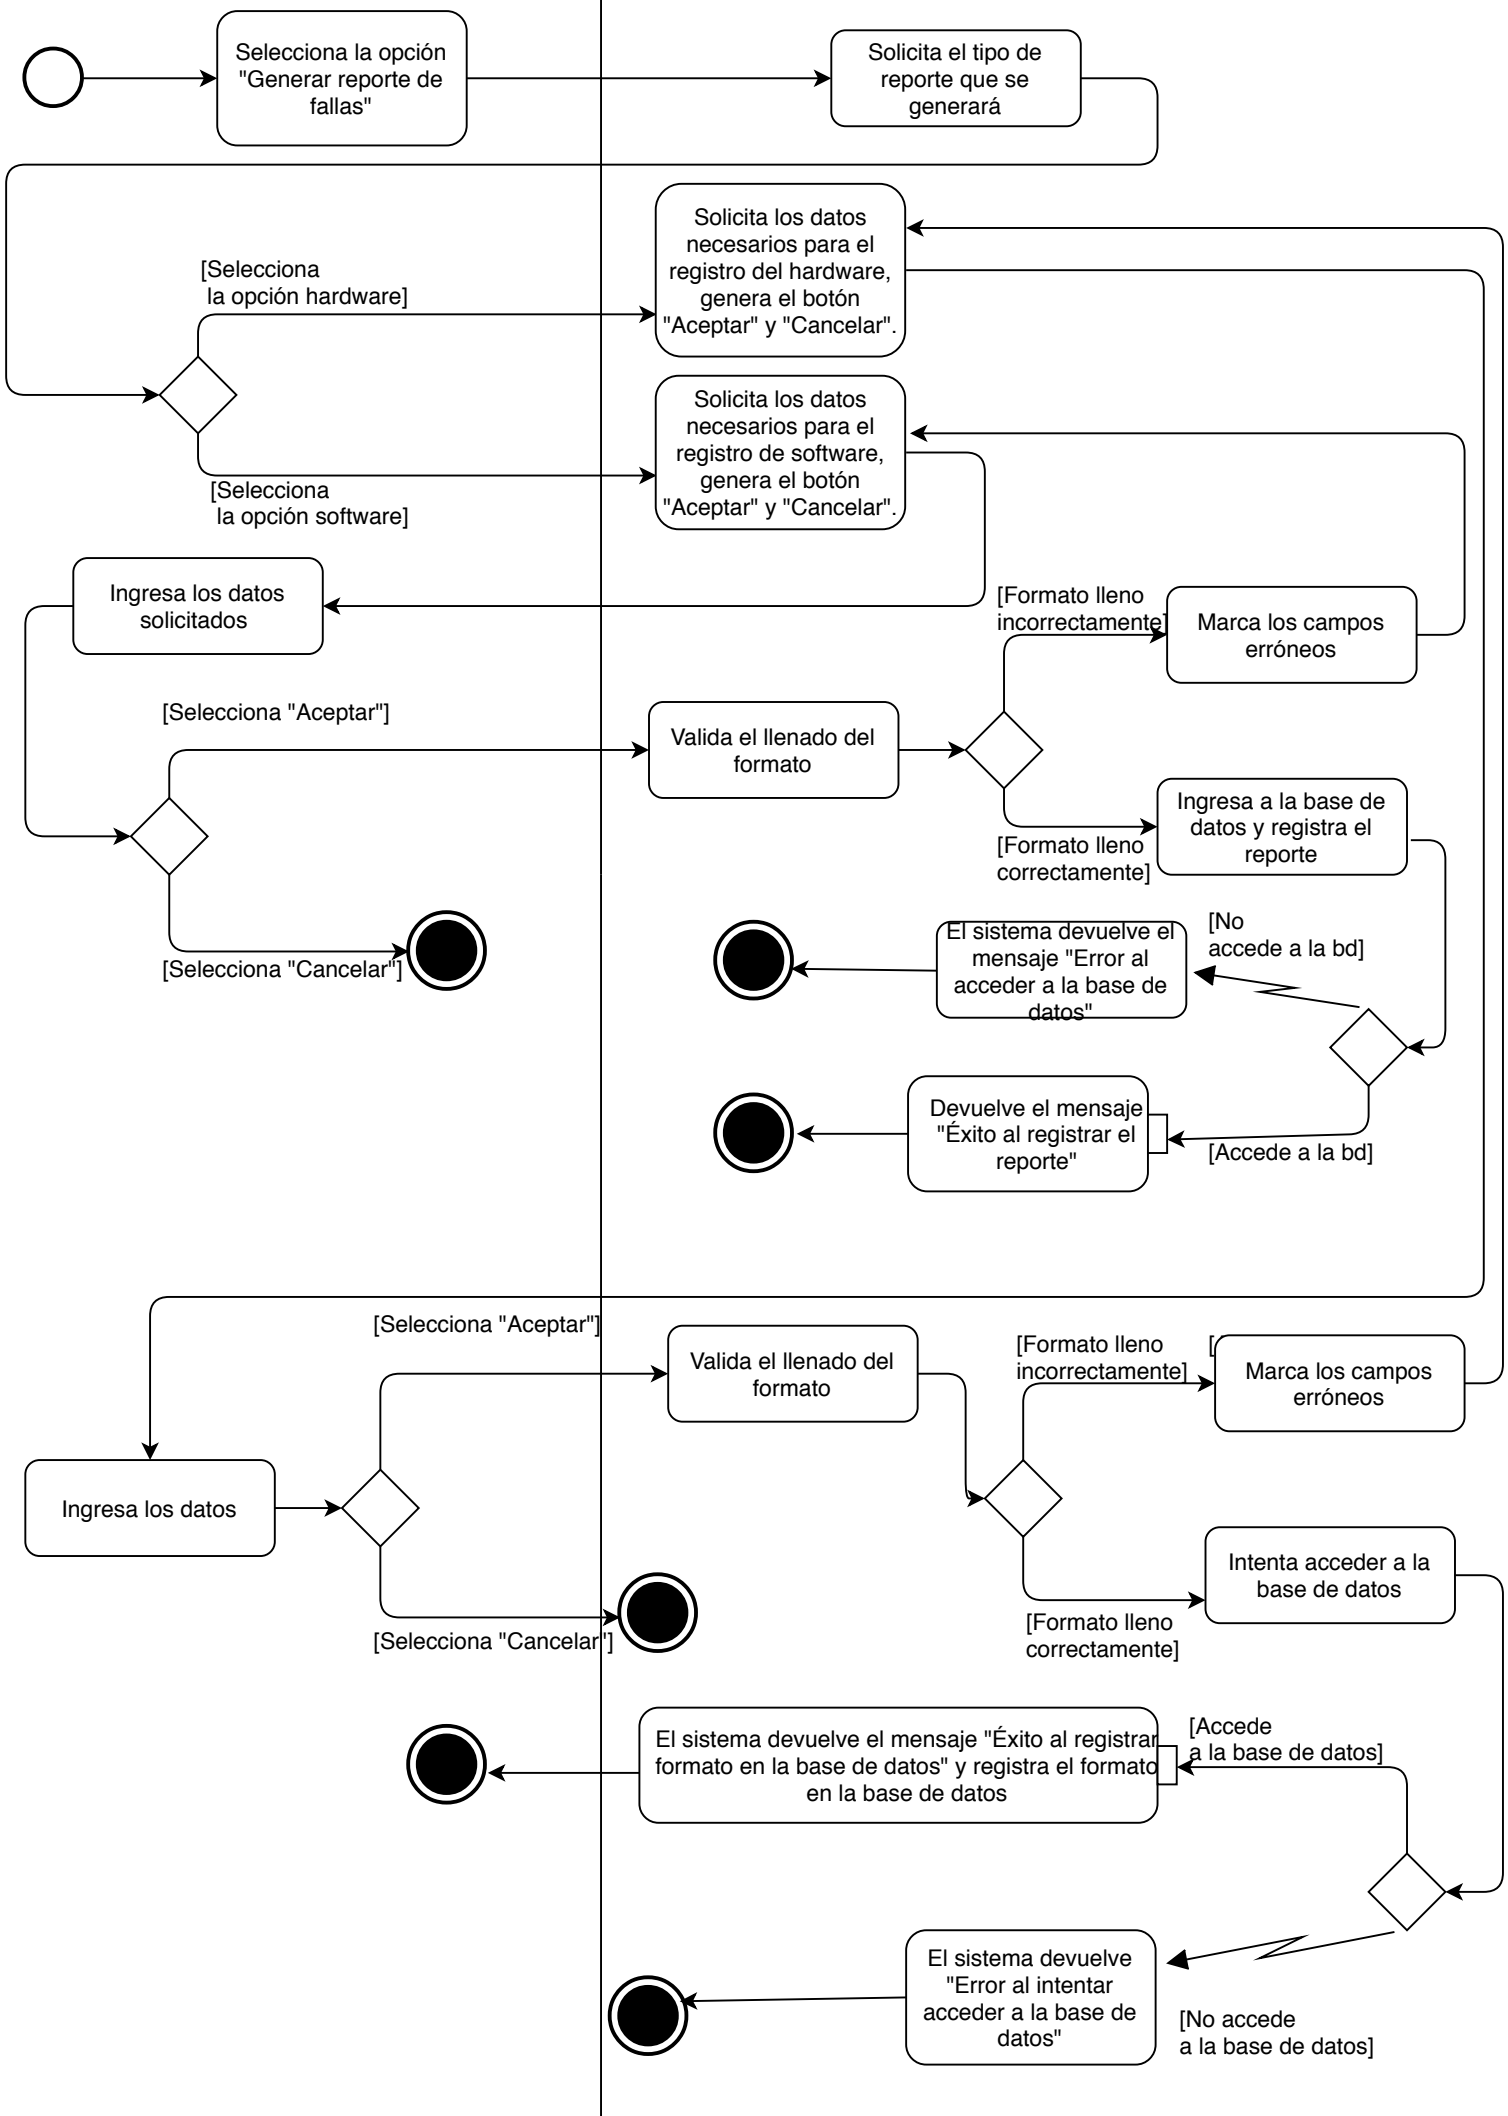 Selecciona la opción
"Generar reporte de
fallas"
Solicita el tipo de
reporte que se
generará
Solicita los datos
necesarios para el
registro del hardware,
genera el botón
"Aceptar" y "Cancelar".
[Selecciona
la opción hardware]
Solicita los datos
necesarios para el
registro de software,
genera el botón
"Aceptar" y "Cancelar".
[Selecciona
la opción software]
Ingresa los datos
solicitados
[Formato lleno
incorrectamente]
Marca los campos
erróneos
[Selecciona "Aceptar"]
Valida el llenado del
formato
Ingresa a la base de
datos y registra el
reporte
[Formato lleno
correctamente]
[Selecciona "Cancelar"]
El sistema devuelve el
mensaje "Error al
acceder a la base de
datos"
[No
accede a la bd]
Devuelve el mensaje
"Éxito al registrar el
reporte"
[Accede a la bd]
[Selecciona "Aceptar"]
Valida el llenado del
formato
[Formato lleno
incorrectamente]
[
Marca los campos
erróneos
Ingresa los datos
Intenta acceder a la
base de datos
[Formato lleno
correctamente]
[Selecciona "Cancelar"]
El sistema devuelve el mensaje "Éxito al registrar
formato en la base de datos" y registra el formato
en la base de datos
[Accede
a la base de datos]
El sistema devuelve
"Error al intentar
acceder a la base de
datos"
[No accede
a la base de datos]